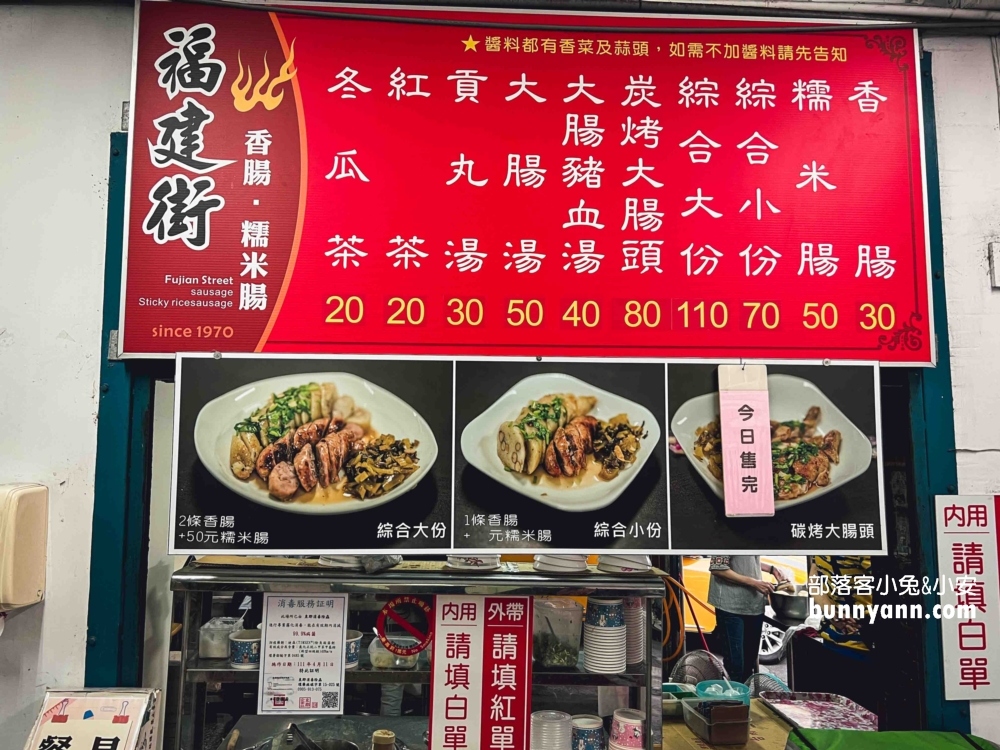 福建街
香腸．糯米腸
Fujian Street
sausage
Sticky ricesausage
since 1970
★醬料都有香菜及蒜頭，如需不加醬料請先告知
香腸 30
糯米腸 50
綜合小份 70
綜合大份 110
炭烤大腸頭 80
大腸豬血湯 40
大腸湯 50
貢丸湯 30
紅茶 20
冬瓜茶 20
2條香腸
+50元糯米腸
綜合大份
1條香腸
+ 元糯米腸
綜合小份
今日售完
碳烤大腸頭
消毒服務證明
內用
請填白單
外帶
請填紅單
內用
請填白單
部落客小兔&小安
bunnyann.com